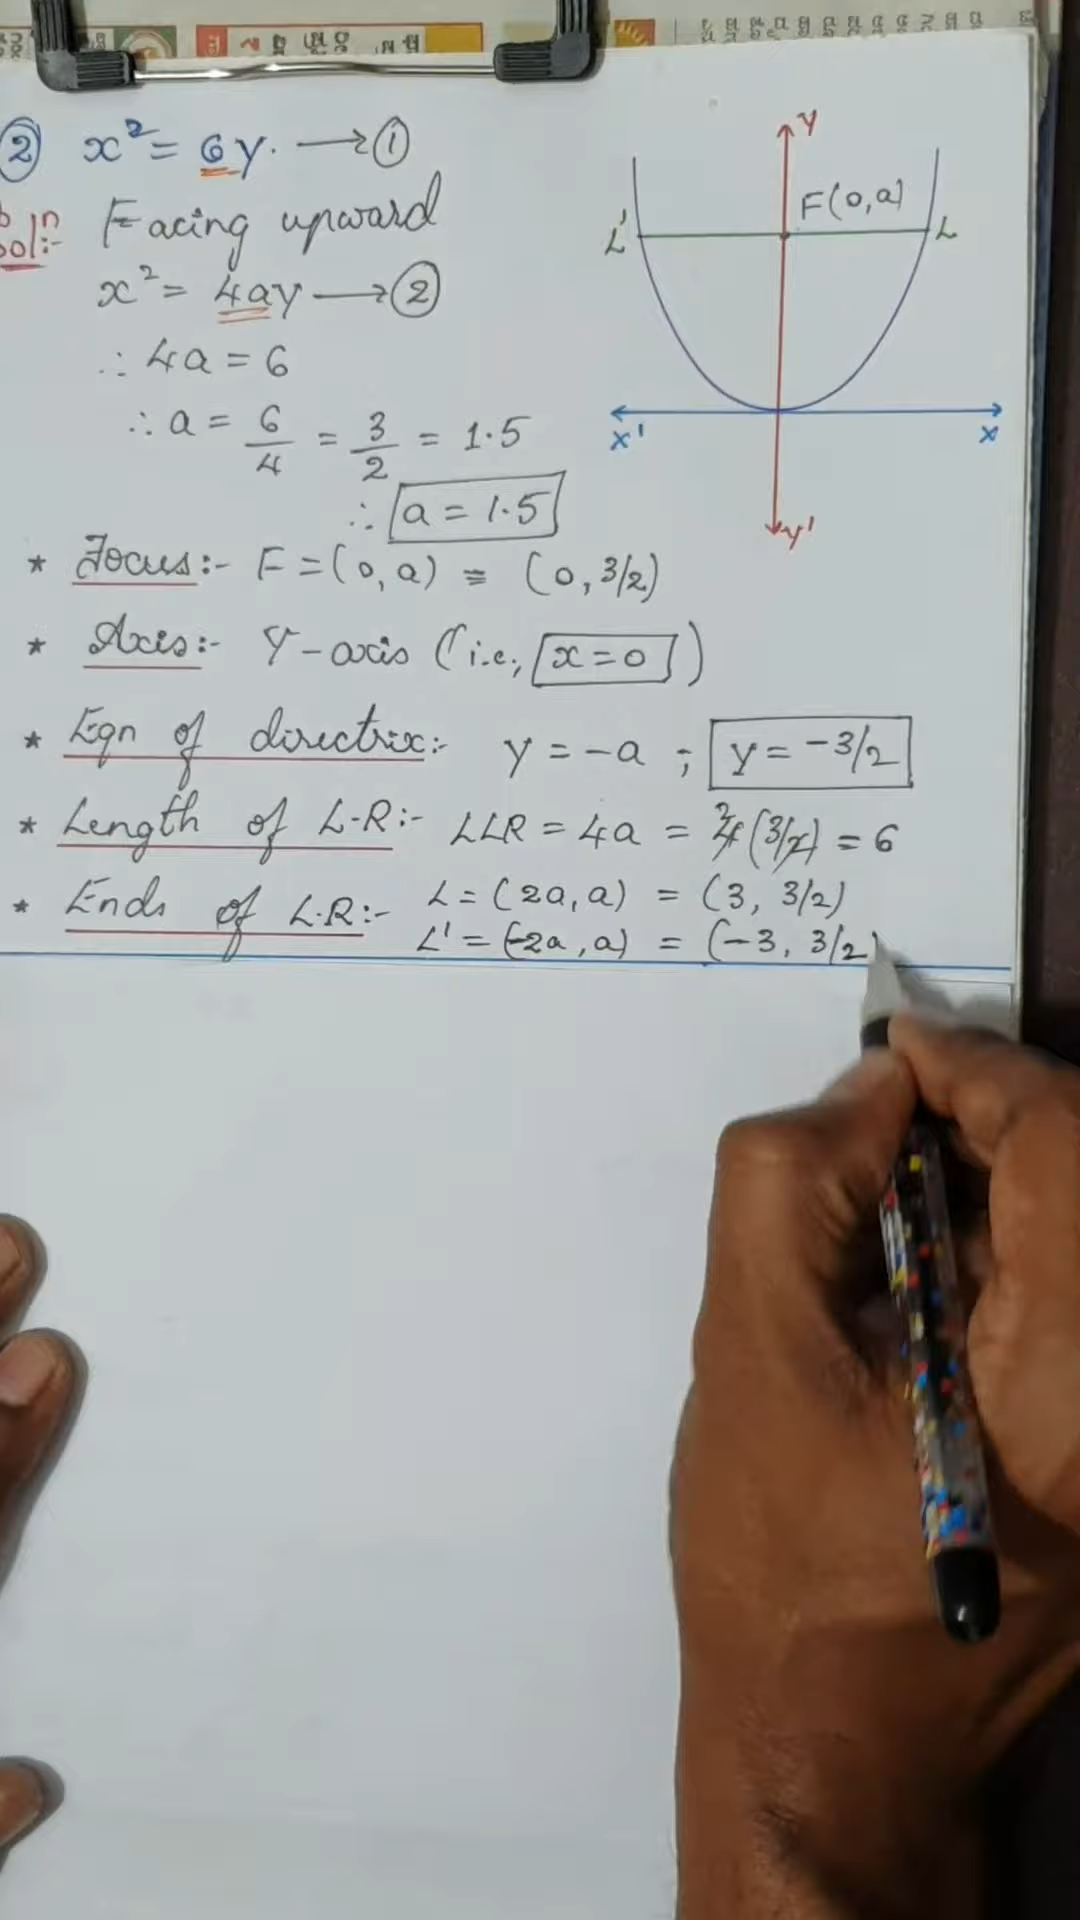 ② x² = 6y. ⟶ ①
Facing upward
x² = 4ay ⟶ ②
∴ 4a = 6
∴ a = 6/4 = 3/2 = 1.5
∴ a = 1.5
* Focus:- F = (0, a) = (0, 3/2)
* Axis:- Y-axis (i.e., x = 0)
* Eqn of directrix:- y = -a ; y = -3/2
* Length of L-R:- LLR = 4a = 4(3/2) = 6
* Ends of L.R:- L = (2a, a) = (3, 3/2)
L' = (-2a, a) = (-3, 3/2)
Y
F(0, a)
L' L
X' X
Y'